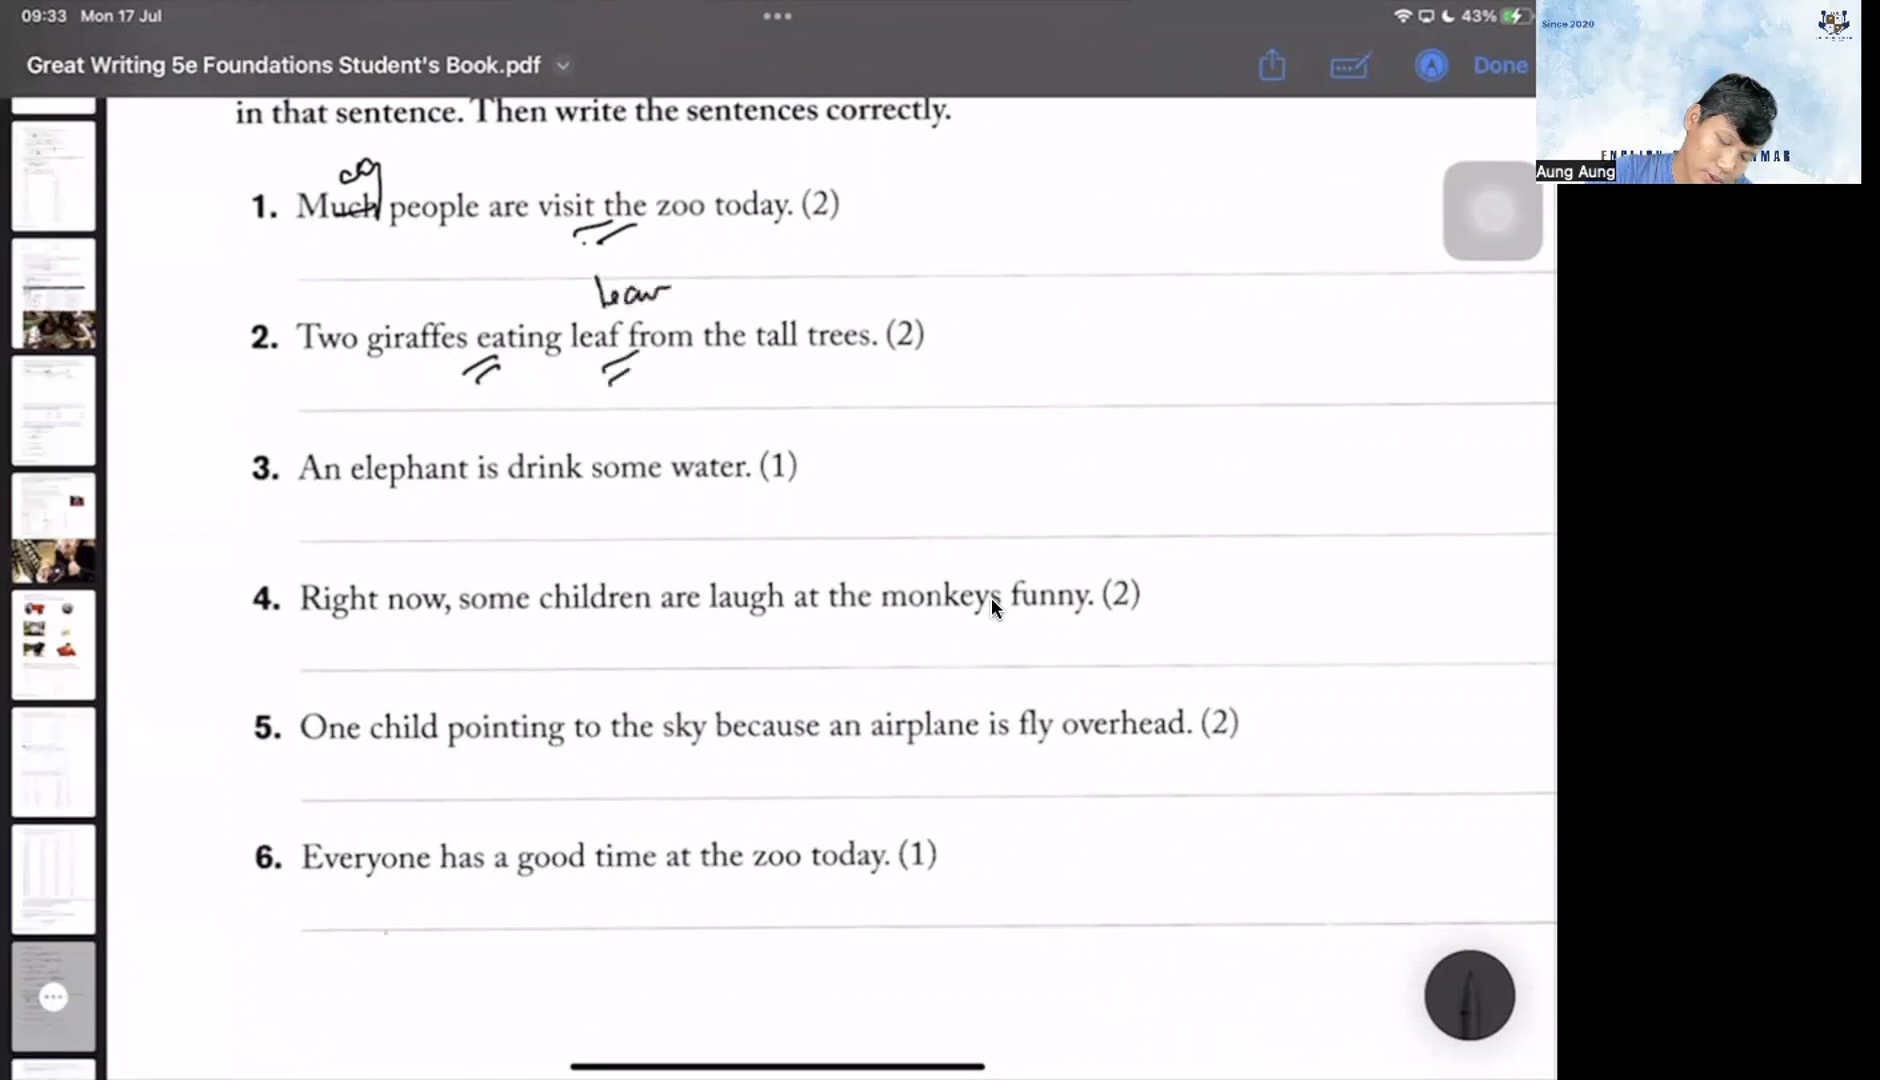 09:33 Mon 17 Jul
43%
Since 2020
Great Writing 5e Foundations Student's Book.pdf
Done
in that sentence. Then write the sentences correctly.
Aung Aung
1. Much people are visit the zoo today. (2)
2. Two giraffes eating leaf from the tall trees. (2)
3. An elephant is drink some water. (1)
4. Right now, some children are laugh at the monkeys funny. (2)
5. One child pointing to the sky because an airplane is fly overhead. (2)
6. Everyone has a good time at the zoo today. (1)